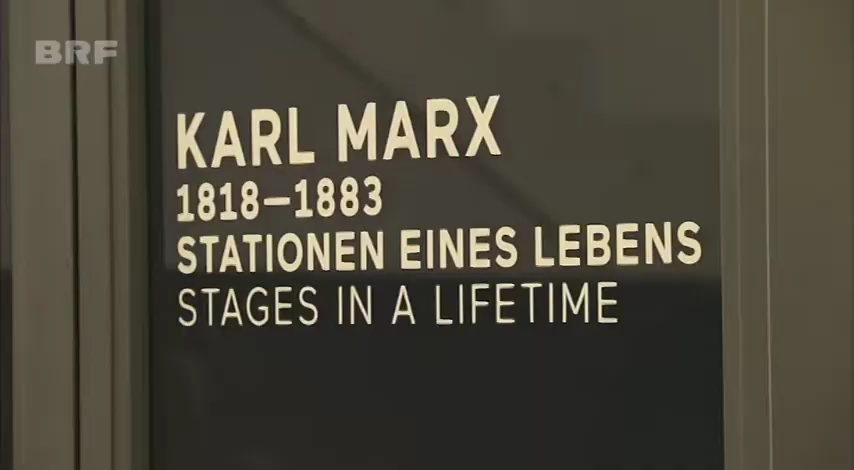 BRF
KARL MARX
1818–1883
STATIONEN EINES LEBENS
STAGES IN A LIFETIME